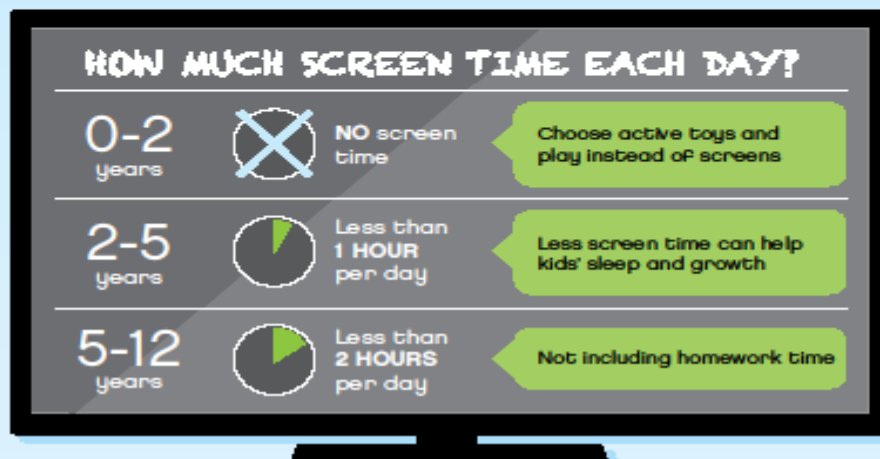 HOW MUCH SCREEN TIME EACH DAY?
0-2
years
NO screen
time
Choose active toys and
play instead of screens
2-5
years
Less than
1 HOUR
per day
Less screen time can help
kids' sleep and growth
5-12
years
Less than
2 HOURS
per day
Not including homework time